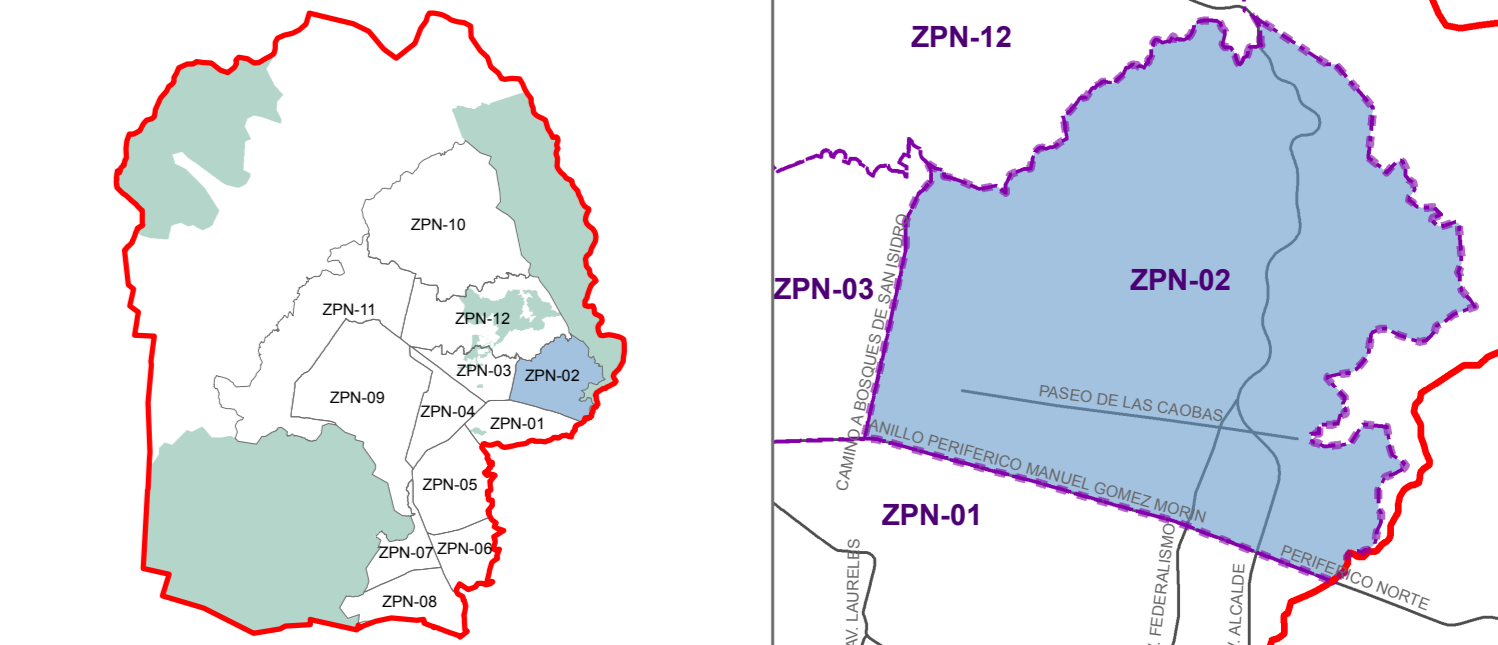 ZPN-10
ZPN-11
ZPN-12
ZPN-03
ZPN-02
ZPN-09
ZPN-04
ZPN-01
ZPN-05
ZPN-07
ZPN-06
ZPN-08
ZPN-12
ZPN-03
ZPN-02
ZPN-01
CAMINO A BOSQUES DE SAN ISIDRO
PASEO DE LAS CAOBAS
ANILLO PERIFERICO MANUEL GOMEZ MORIN
PERIFERICO NORTE
AV. LAURELES
. FEDERALISMO
. ALCALDE